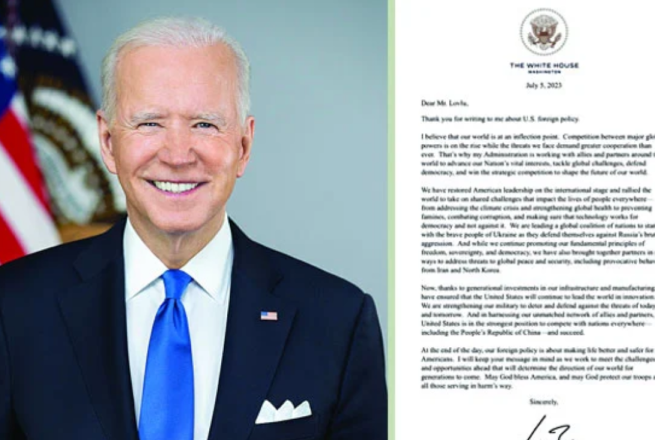 THE WHITE HOUSE
WASHINGTON
July 5, 2023
Dear Mr. Lovlu,
Thank you for writing to me about U.S. foreign policy.
I believe that our world is at an inflection point. Competition between major
powers is on the rise while the threats we face demand greater cooperation than
ever. That's why my Administration is working with allies and partners around
world to advance our Nation's vital interests, tackle global challenges, defend
democracy, and win the strategic competition to shape the future of our world.
We have restored American leadership on the international stage and rallied the
world to take on shared challenges that impact the lives of people everywhere—
from addressing the climate crisis and strengthening global health to preventing
famines, combating corruption, and making sure that technology works for
democracy and not against it. We are leading a global coalition of nations to
with the brave people of Ukraine as they defend themselves against Russia's
aggression. And while we continue promoting our fundamental principles of
freedom, sovereignty, and democracy, we have also brought together partners in
ways to address threats to global peace and security, including provocative
from Iran and North Korea.
Now, thanks to generational investments in our infrastructure and manufacturing
have ensured that the United States will continue to lead the world in innovation
We are strengthening our military to deter and defend against the threats of today
and tomorrow. And in harnessing our unmatched network of allies and partners,
United States is in the strongest position to compete with nations everywhere—
including the People's Republic of China—and succeed.
At the end of the day, our foreign policy is about making life better and safer for
Americans. I will keep your message in mind as we work to meet the challenges
and opportunities ahead that will determine the direction of our world for
generations to come. May God bless America, and may God protect our troops
all those serving in harm's way.
Sincerely,